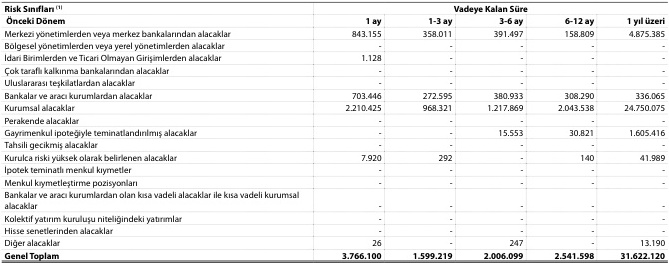 Risk Sınıfları (1) Vadeye Kalan Süre
Önceki Dönem 1 ay 1-3 ay 3-6 ay 6-12 ay 1 yıl üzeri
Merkezi yönetimlerden veya merkez bankalarından alacaklar 843.155 358.011 391.497 158.809 4.875.385
Bölgesel yönetimlerden veya yerel yönetimlerden alacaklar - - - - -
İdari Birimlerden ve Ticari Olmayan Girişimlerden alacaklar 1.128 - - - -
Çok taraflı kalkınma bankalarından alacaklar - - - - -
Uluslararası teşkilatlardan alacaklar - - - - -
Bankalar ve aracı kurumlardan alacaklar 703.446 272.595 380.933 308.290 336.065
Kurumsal alacaklar 2.210.425 968.321 1.217.869 2.043.538 24.750.075
Perakende alacaklar - - - - -
Gayrimenkul ipoteğiyle teminatlandırılmış alacaklar - - 15.553 30.821 1.605.416
Tahsili gecikmiş alacaklar - - - - -
Kurulca riski yüksek olarak belirlenen alacaklar 7.920 292 - 140 41.989
İpotek teminatlı menkul kıymetler - - - - -
Menkul kıymetleştirme pozisyonları - - - - -
Bankalar ve aracı kurumlardan olan kısa vadeli alacaklar ile kısa vadeli kurumsal
alacaklar - - - - -
Kolektif yatırım kuruluşu niteliğindeki yatırımlar - - - - -
Hisse senetlerinden alacaklar - - - - -
Diğer alacaklar 26 - 247 - 13.190
Genel Toplam 3.766.100 1.599.219 2.006.099 2.541.598 31.622.120